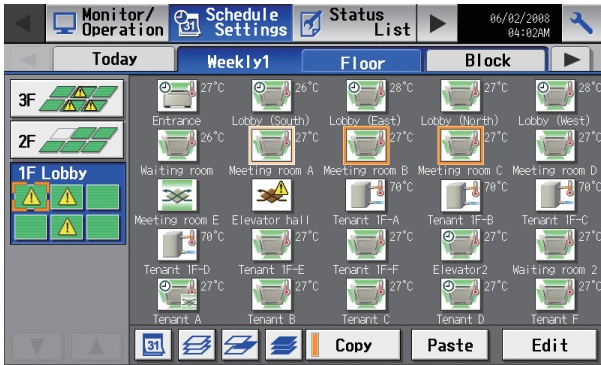 Monitor/
Operation
31
Schedule
Settings
Status
List
06/02/2008
04:02AM
Today
Weekly1
Floor
Block
3F
2F
1F Lobby
27°C
26°C
28°C
27°C
28°C
Entrance
Lobby (South)
Lobby (East)
Lobby (North)
Lobby (West)
26°C
27°C
27°C
27°C
27°C
Waiting room
Meeting room A
Meeting room B
Meeting room C
Meeting room D
70°C
70°C
70°C
Meeting room E
Elevator hall
Tenant 1F-A
Tenant 1F-B
Tenant 1F-C
70°C
27°C
27°C
27°C
27°C
Tenant 1F-D
Tenant 1F-E
Tenant 1F-F
Elevator2
Waiting room 2
27°C
27°C
27°C
27°C
27°C
Tenant A
Tenant B
Tenant C
Tenant D
Tenant F
31
Copy
Paste
Edit